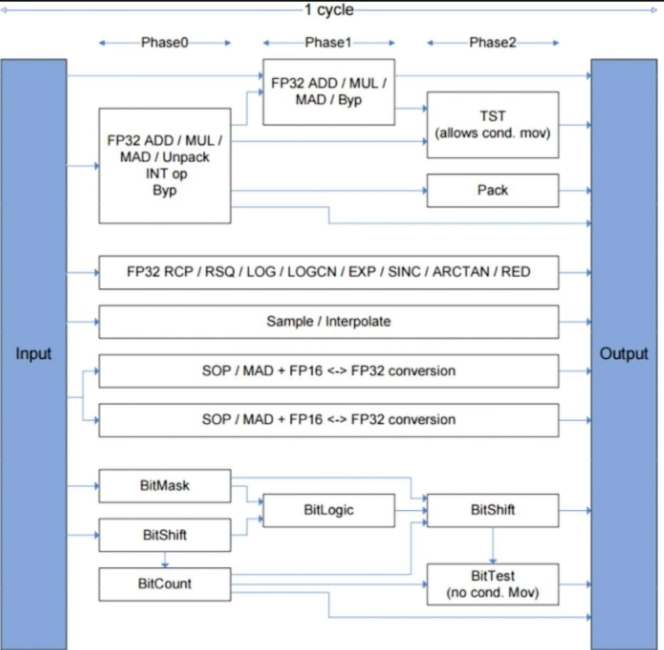 1 cycle
Phase0
Phase1
Phase2
FP32 ADD / MUL /
MAD / Byp
TST
(allows cond. mov)
FP32 ADD / MUL /
MAD / Unpack
INT op
Byp
Pack
FP32 RCP / RSQ / LOG / LOGCN / EXP / SINC / ARCTAN / RED
Sample / Interpolate
Input
Output
SOP / MAD + FP16 <-> FP32 conversion
SOP / MAD + FP16 <-> FP32 conversion
BitMask
BitLogic
BitShift
BitShift
BitCount
BitTest
(no cond. Mov)